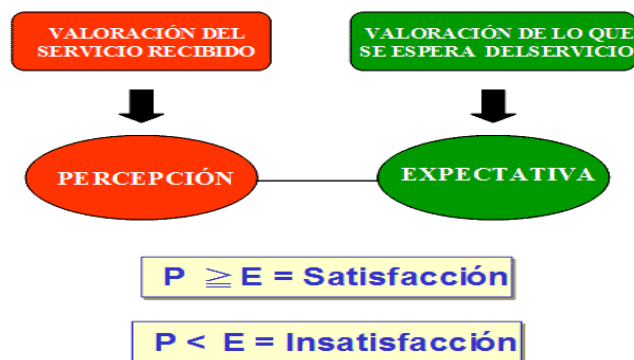 VALORACIÓN DEL
SERVICIO RECIBIDO
VALORACIÓN DE LO QUE
SE ESPERA DELSERVICIO
PERCEPCIÓN
EXPECTATIVA
P ≧ E = Satisfacción
P < E = Insatisfacción